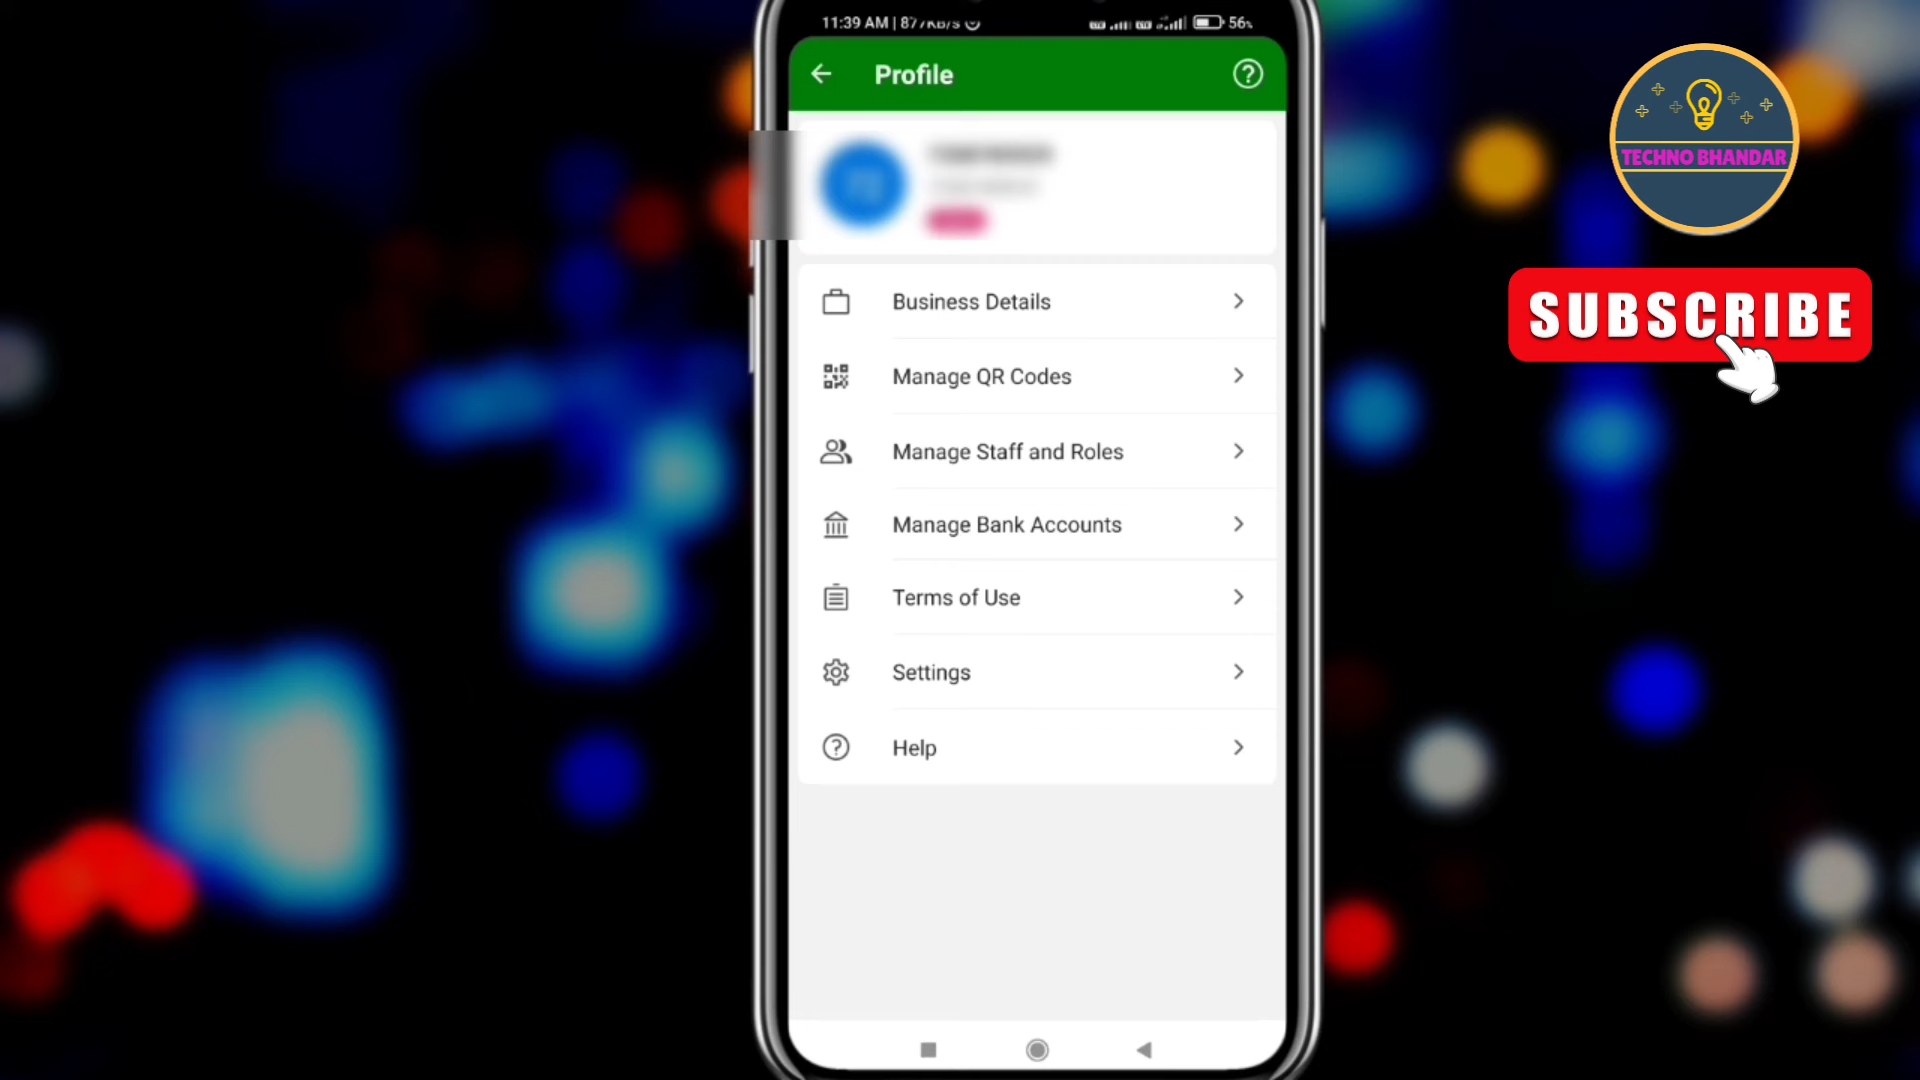 11:39 AM | 877KB/s
56%
Profile
TECHNO BHANDAR
SUBSCRIBE
Business Details
Manage QR Codes
Manage Staff and Roles
Manage Bank Accounts
Terms of Use
Settings
Help